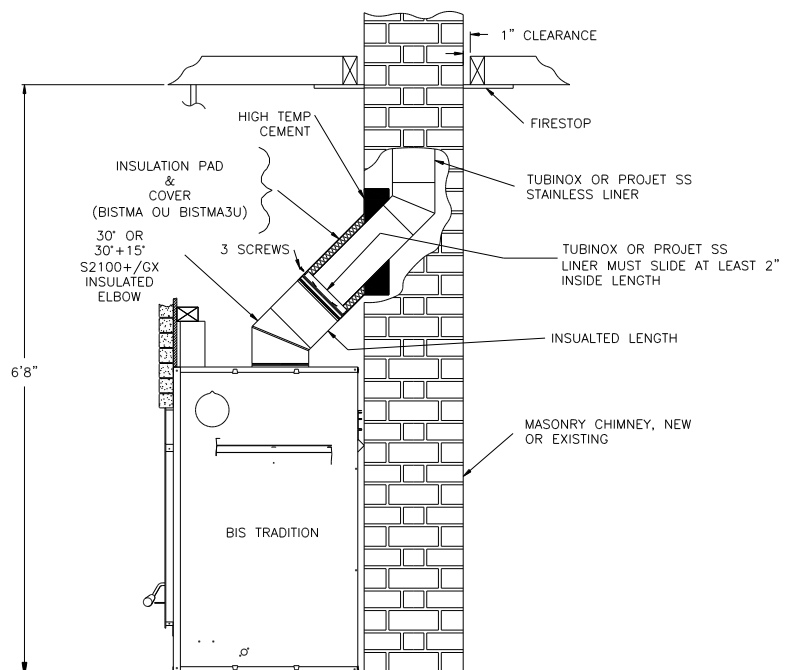 1" CLEARANCE
FIRESTOP
HIGH TEMP
CEMENT
INSULATION PAD
&
COVER
(BISTMA OU BISTMA3U)
TUBINOX OR PROJET SS
STAINLESS LINER
30° OR
30°+15°
S2100+/GX
INSULATED
ELBOW
3 SCREWS
TUBINOX OR PROJET SS
LINER MUST SLIDE AT LEAST 2"
INSIDE LENGTH
INSUALTED LENGTH
6'8"
MASONRY CHIMNEY, NEW
OR EXISTING
BIS TRADITION